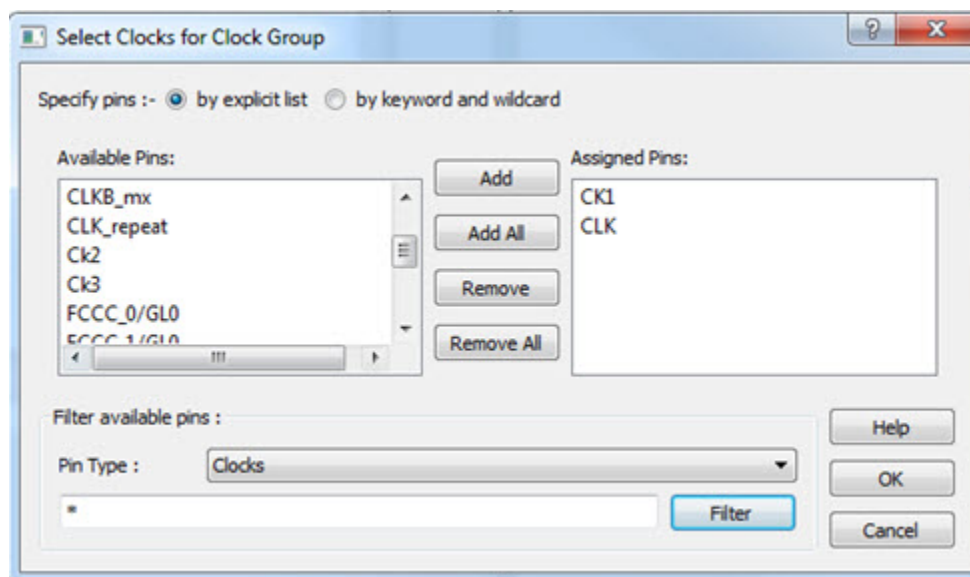 Select Clocks for Clock Group
Specify pins :- by explicit list by keyword and wildcard
Available Pins:
CLKB_mx
CLK_repeat
Ck2
Ck3
FCCC_0/GL0
FCCC_1/GL0
Add
Add All
Remove
Remove All
Assigned Pins:
CK1
CLK
Filter available pins :
Pin Type : Clocks
*
Filter
Help
OK
Cancel